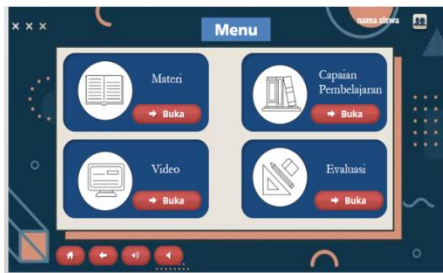 nama siswa
Menu
Materi
Buka
Capaian
Pembelajaran
Buka
Video
Buka
Evaluasi
Buka